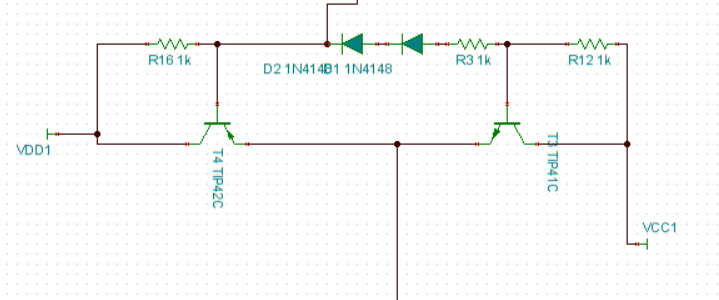 R16 1k
D2 1N4148
D1 1N4148
R3 1k
R12 1k
VDD1
T4 TIP42C
T3 TIP41C
VCC1